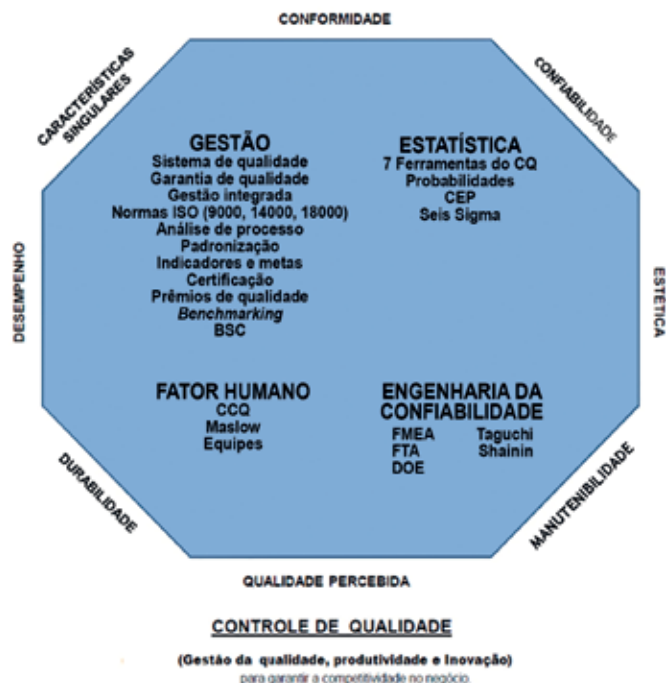 CONFORMIDADE
CARACTERÍSTICAS
SINGULARES
CONFIABILIDADE
GESTÃO
Sistema de qualidade
Garantia de qualidade
Gestão integrada
Normas ISO (9000, 14000, 18000)
Análise de processo
Padronização
Indicadores e metas
Certificação
Prêmios de qualidade
Benchmarking
BSC
ESTATÍSTICA
7 Ferramentas do CQ
Probabilidades
CEP
Seis Sigma
DESEMPENHO
ESTÉTICA
FATOR HUMANO
CCQ
Maslow
Equipes
ENGENHARIA DA
CONFIABILIDADE
FMEA Taguchi
FTA Shainin
DOE
DURABILIDADE
MANUTENIBILIDADE
QUALIDADE PERCEBIDA
CONTROLE DE QUALIDADE
(Gestão da qualidade, produtividade e Inovação)
para garantir a competitividade no negócio.